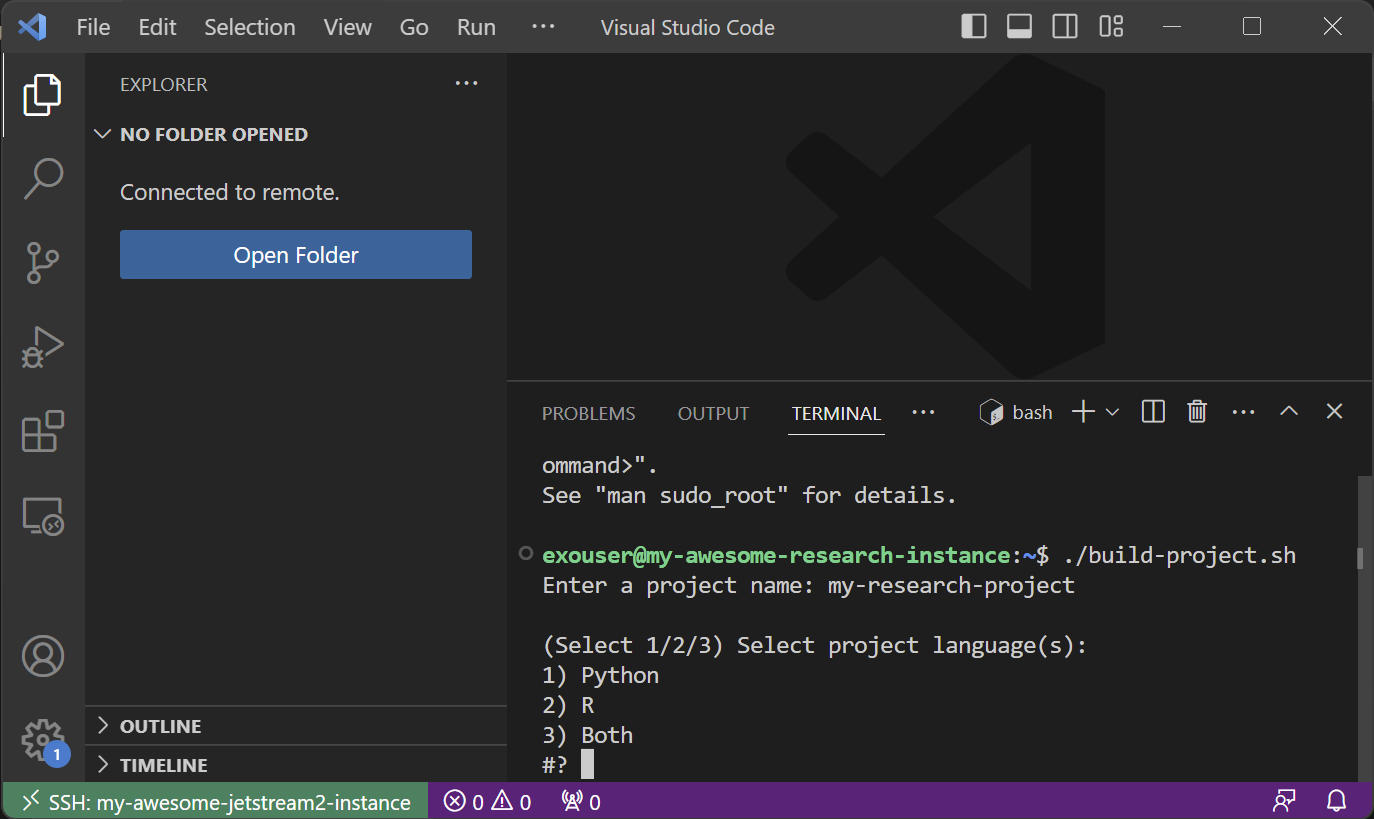 File Edit Selection View Go Run ··· Visual Studio Code
EXPLORER ···
NO FOLDER OPENED
Connected to remote.
Open Folder
PROBLEMS OUTPUT TERMINAL ··· bash ···
ommand>".
See "man sudo_root" for details.
exouser@my-awesome-research-instance:~$ ./build-project.sh
Enter a project name: my-research-project
(Select 1/2/3) Select project language(s):
1) Python
2) R
3) Both
#?
1
OUTLINE
TIMELINE
SSH: my-awesome-jetstream2-instance 0 0 0